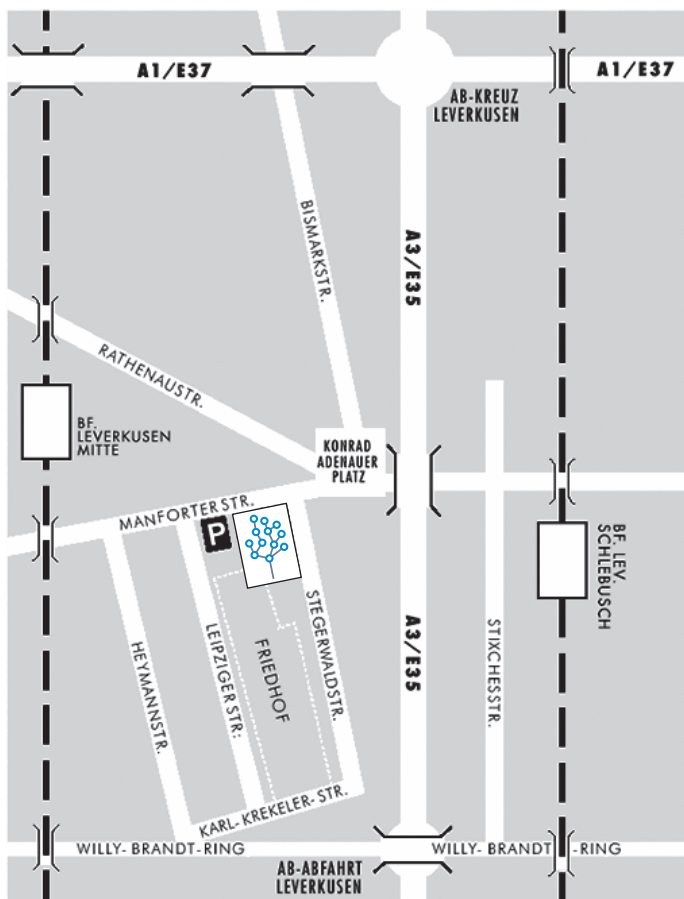 A1/E37
A1/E37
AB-KREUZ
LEVERKUSEN
BISMARKSTR.
A3/E35
RATHENAUSTR.
BF.
LEVERKUSEN
MITTE
KONRAD
ADENAUER
PLATZ
MANFORTERSTR.
P
BF. LEV.
SCHLEBUSCH
HEYMANNSTR.
LEIPZIGER STR:
FRIEDHOF
STEGERWALDSTR.
A3/E35
STIXCHESSTR.
KARL-KREKELER-STR.
WILLY-BRANDT-RING
WILLY-BRANDT-RING
AB-ABFAHRT
LEVERKUSEN